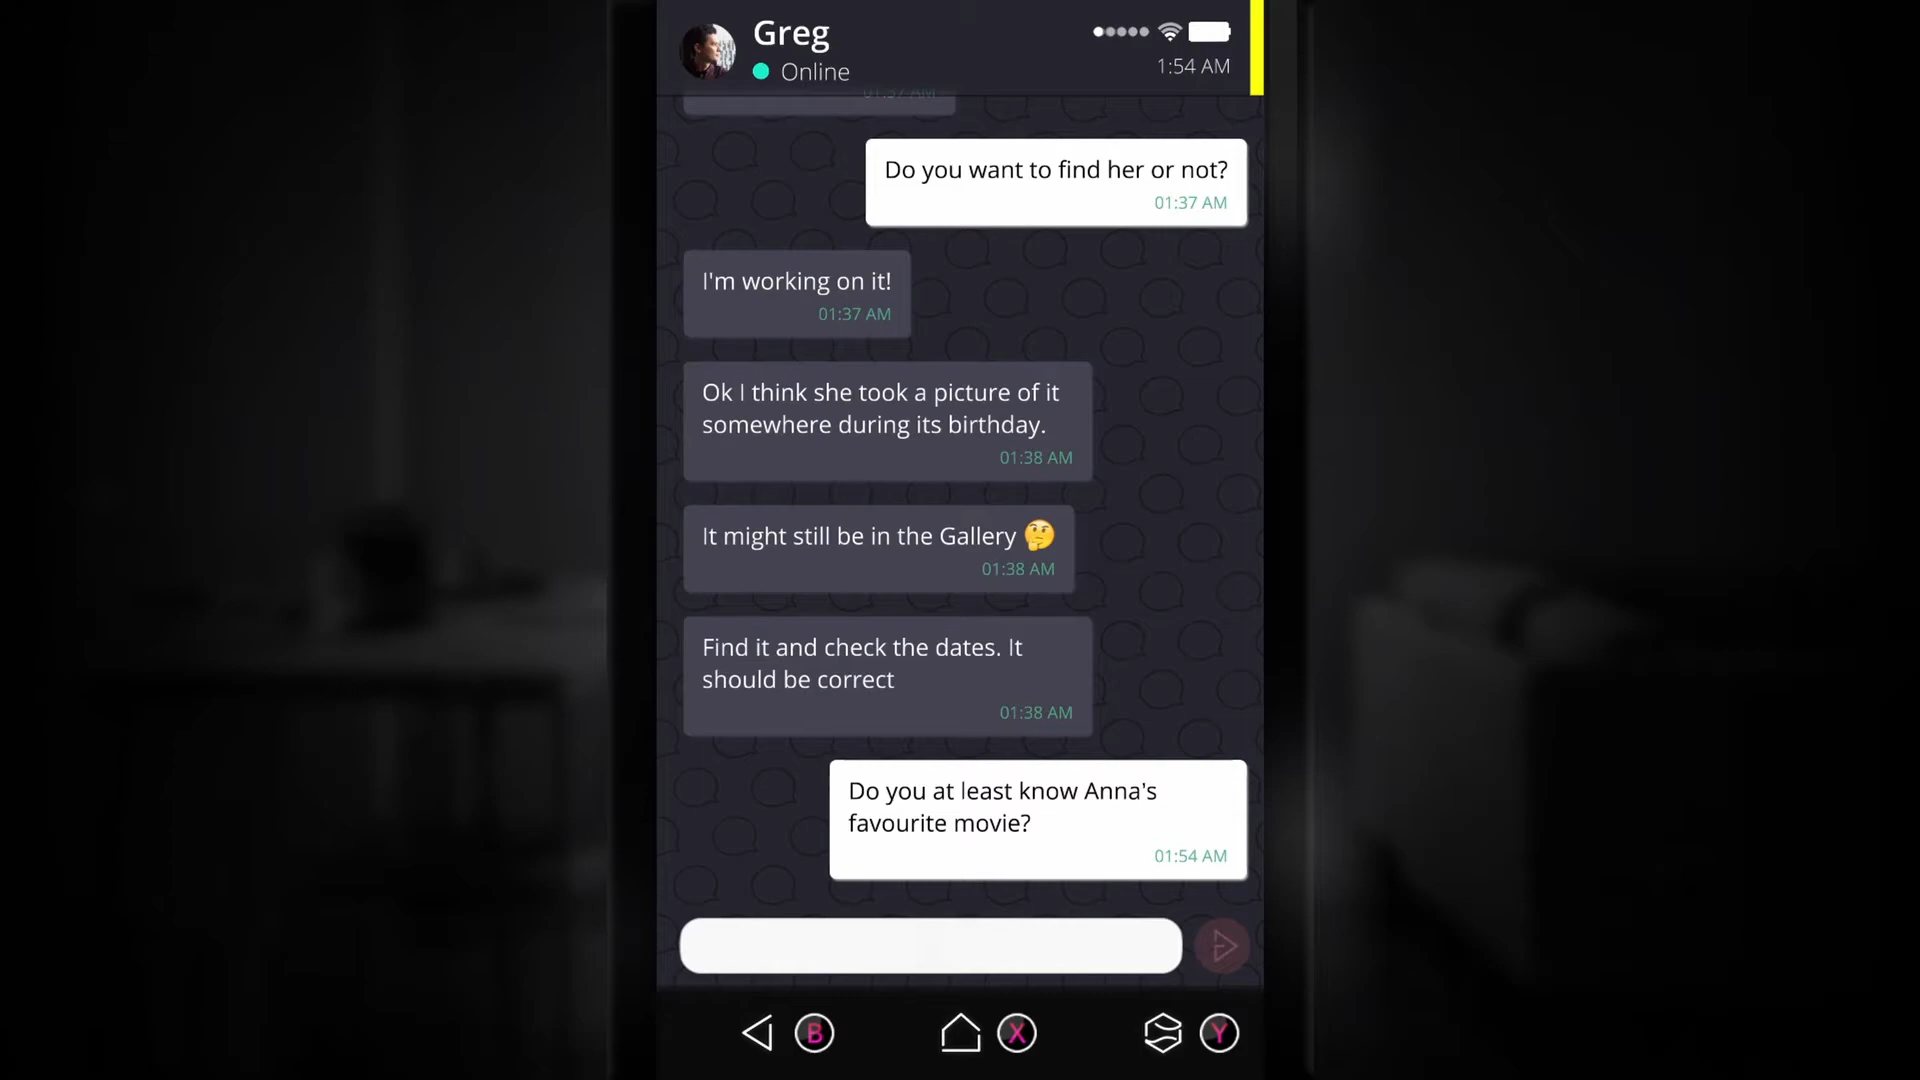 Greg
Online
1:54 AM
01:37 AM
Do you want to find her or not?
01:37 AM
I'm working on it!
01:37 AM
Ok I think she took a picture of it
somewhere during its birthday.
01:38 AM
It might still be in the Gallery 🤔
01:38 AM
Find it and check the dates. It
should be correct
01:38 AM
Do you at least know Anna's
favourite movie?
01:54 AM
B
X
Y